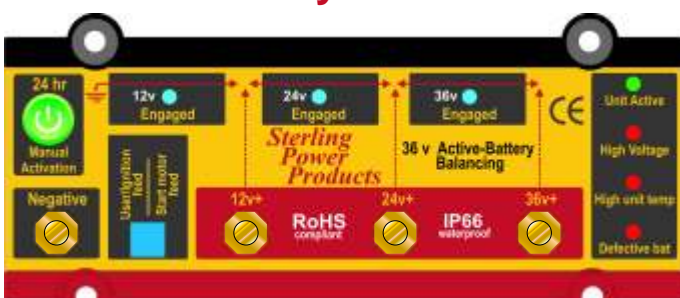 24 hr
Manual
Activation
12v
Engaged
24v
Engaged
36v
Engaged
CE
Unit Active
High Voltage
High unit temp
Defective bat
Sterling
Power
Products
36 v Active-Battery
Balancing
User/Ignition
feed
Start motor
feed
Negative
12v+
24v+
36v+
RoHS
compliant
IP66
waterproof